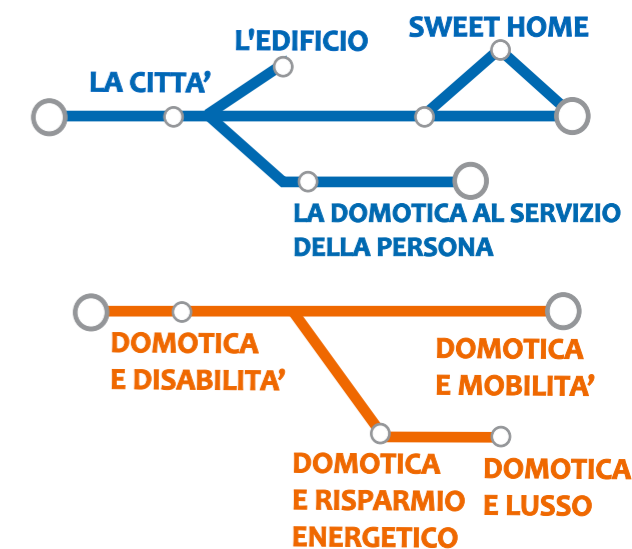 SWEET HOME
L'EDIFICIO
LA CITTA’
LA DOMOTICA AL SERVIZIO
DELLA PERSONA
DOMOTICA
E DISABILITA’
DOMOTICA
E MOBILITA’
DOMOTICA
E RISPARMIO
ENERGETICO
DOMOTICA
E LUSSO